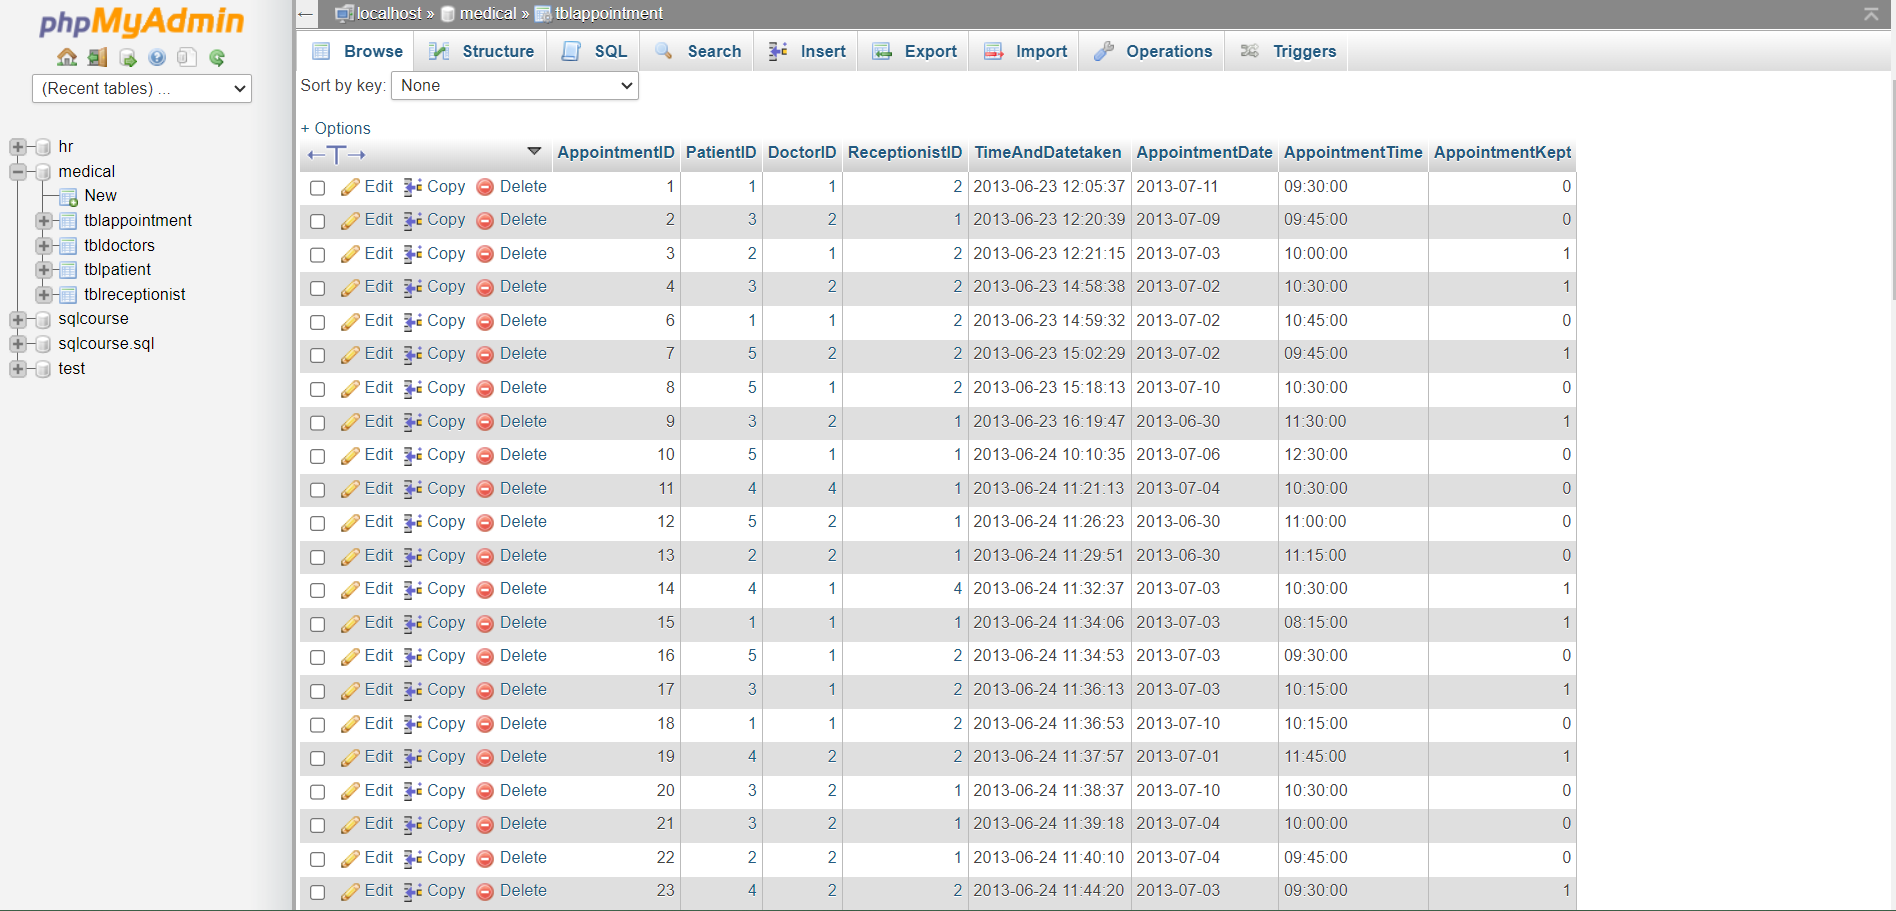 phpMyAdmin
(Recent tables) ...
hr
medical
New
tblappointment
tbldoctors
tblpatient
tblreceptionist
sqlcourse
sqlcourse.sql
test
localhost » medical » tblappointment
Browse Structure SQL Search Insert Export Import Operations Triggers
Sort by key: None
+ Options
AppointmentID PatientID DoctorID ReceptionistID TimeAndDatetaken AppointmentDate AppointmentTime AppointmentKept
Edit Copy Delete 1 1 1 2 2013-06-23 12:05:37 2013-07-11 09:30:00 0
Edit Copy Delete 2 3 2 1 2013-06-23 12:20:39 2013-07-09 09:45:00 0
Edit Copy Delete 3 2 1 2 2013-06-23 12:21:15 2013-07-03 10:00:00 1
Edit Copy Delete 4 3 2 2 2013-06-23 14:58:38 2013-07-02 10:30:00 1
Edit Copy Delete 6 1 1 2 2013-06-23 14:59:32 2013-07-02 10:45:00 0
Edit Copy Delete 7 5 2 2 2013-06-23 15:02:29 2013-07-02 09:45:00 1
Edit Copy Delete 8 5 1 2 2013-06-23 15:18:13 2013-07-10 10:30:00 0
Edit Copy Delete 9 3 2 1 2013-06-23 16:19:47 2013-06-30 11:30:00 1
Edit Copy Delete 10 5 1 1 2013-06-24 10:10:35 2013-07-06 12:30:00 0
Edit Copy Delete 11 4 4 1 2013-06-24 11:21:13 2013-07-04 10:30:00 0
Edit Copy Delete 12 5 2 1 2013-06-24 11:26:23 2013-06-30 11:00:00 0
Edit Copy Delete 13 2 2 1 2013-06-24 11:29:51 2013-06-30 11:15:00 0
Edit Copy Delete 14 4 1 4 2013-06-24 11:32:37 2013-07-03 10:30:00 1
Edit Copy Delete 15 1 1 1 2013-06-24 11:34:06 2013-07-03 08:15:00 1
Edit Copy Delete 16 5 1 2 2013-06-24 11:34:53 2013-07-03 09:30:00 0
Edit Copy Delete 17 3 1 2 2013-06-24 11:36:13 2013-07-03 10:15:00 1
Edit Copy Delete 18 1 1 2 2013-06-24 11:36:53 2013-07-10 10:15:00 0
Edit Copy Delete 19 4 2 2 2013-06-24 11:37:57 2013-07-01 11:45:00 1
Edit Copy Delete 20 3 2 1 2013-06-24 11:38:37 2013-07-10 10:30:00 0
Edit Copy Delete 21 3 2 1 2013-06-24 11:39:18 2013-07-04 10:00:00 0
Edit Copy Delete 22 2 2 1 2013-06-24 11:40:10 2013-07-04 09:45:00 0
Edit Copy Delete 23 4 2 2 2013-06-24 11:44:20 2013-07-03 09:30:00 1